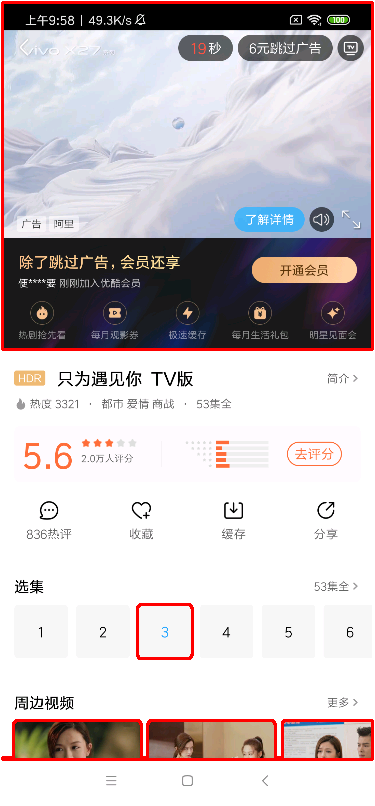 上午9:58 | 49.3K/s
100
vivo X27
19秒
6元跳过广告
TV
广告
阿里
了解详情
除了跳过广告，会员还享
便****要 刚刚加入优酷会员
开通会员
热剧抢先看
每月观影券
极速缓存
每月生活礼包
明星见面会
HDR 只为遇见你 TV版
简介 >
热度 3321 · 都市 爱情 商战 · 53集全
5.6
2.0万人评分
去评分
836热评
收藏
缓存
分享
选集
53集全 >
1 2 3 4 5 6
周边视频
更多 >